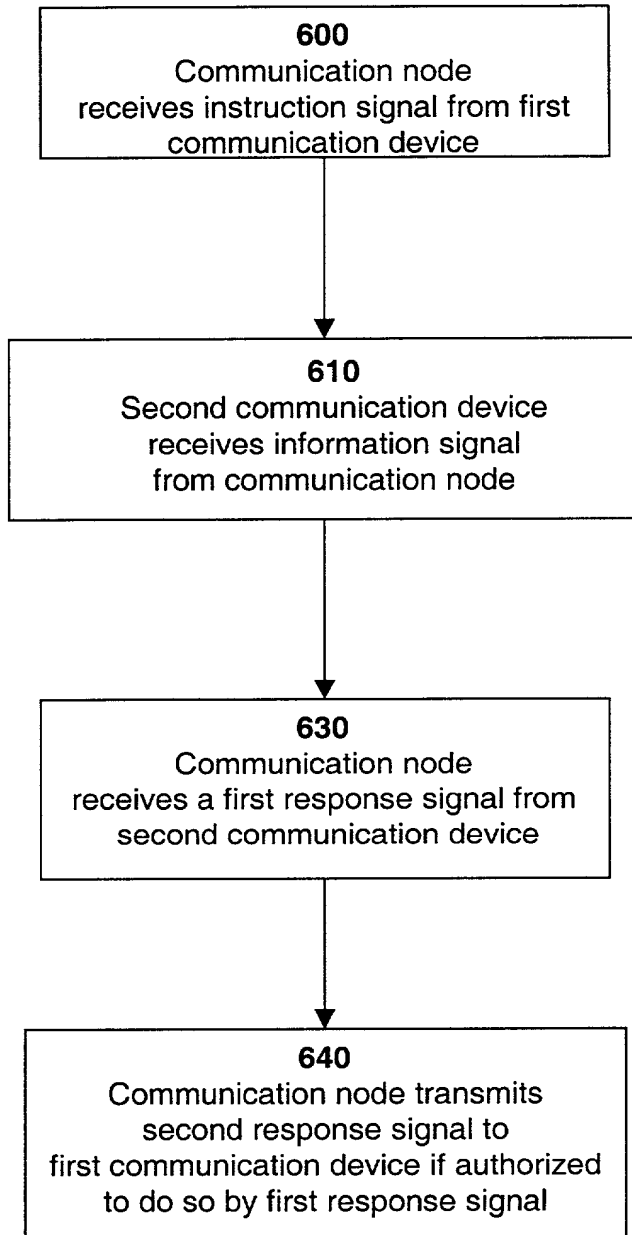 600
Communication node
receives instruction signal from first
communication device
610
Second communication device
receives information signal
from communication node
630
Communication node
receives a first response signal from
second communication device
640
Communication node transmits
second response signal to
first communication device if authorized
to do so by first response signal